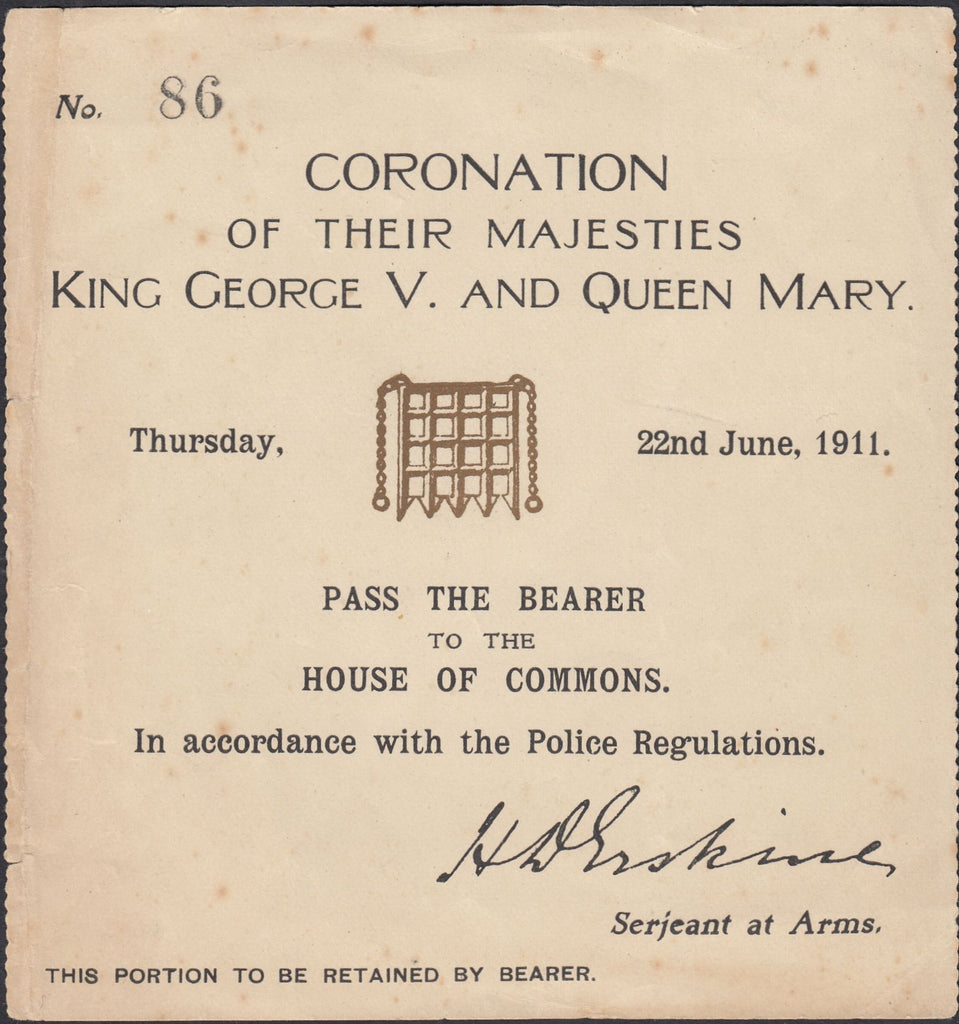 No. 86
CORONATION
OF THEIR MAJESTIES
KING GEORGE V. AND QUEEN MARY.
Thursday, 22nd June, 1911.
PASS THE BEARER
TO THE
HOUSE OF COMMONS.
In accordance with the Police Regulations.
H D Erskine
Serjeant at Arms.
THIS PORTION TO BE RETAINED BY BEARER.